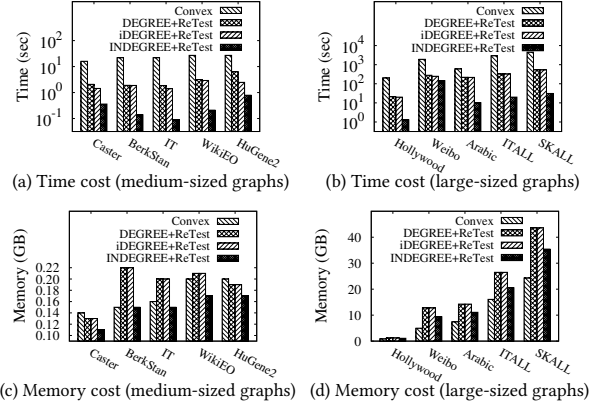 Convex
DEGREE+ReTest
iDEGREE+ReTest
INDEGREE+ReTest
Time (sec)
10^2
10^1
10^0
10^-1
Caster
BerkStan
IT
WikiEO
HuGene2
(a) Time cost (medium-sized graphs)
Convex
DEGREE+ReTest
iDEGREE+ReTest
INDEGREE+ReTest
Time (sec)
10^4
10^3
10^2
10^1
10^0
Hollywood
Weibo
Arabic
ITALL
SKALL
(b) Time cost (large-sized graphs)
Convex
DEGREE+ReTest
iDEGREE+ReTest
INDEGREE+ReTest
Memory (GB)
0.22
0.20
0.18
0.16
0.14
0.12
0.10
Caster
BerkStan
IT
WikiEO
HuGene2
(c) Memory cost (medium-sized graphs)
Convex
DEGREE+ReTest
iDEGREE+ReTest
INDEGREE+ReTest
Memory (GB)
40
30
20
10
0
Hollywood
Weibo
Arabic
ITALL
SKALL
(d) Memory cost (large-sized graphs)